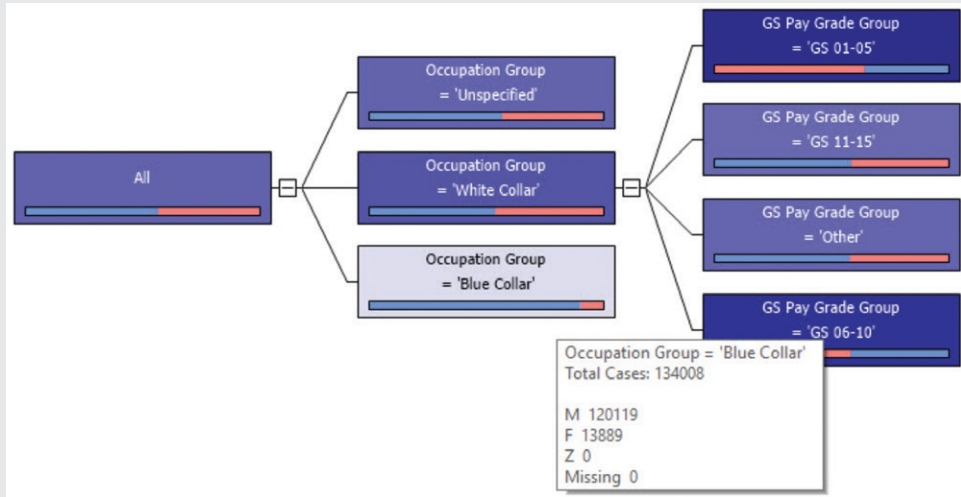 All
Occupation Group
= 'Unspecified'
Occupation Group
= 'White Collar'
Occupation Group
= 'Blue Collar'
GS Pay Grade Group
= 'GS 01-05'
GS Pay Grade Group
= 'GS 11-15'
GS Pay Grade Group
= 'Other'
GS Pay Grade Group
= 'GS 06-10'
Occupation Group = 'Blue Collar'
Total Cases: 134008
M 120119
F 13889
Z 0
Missing 0